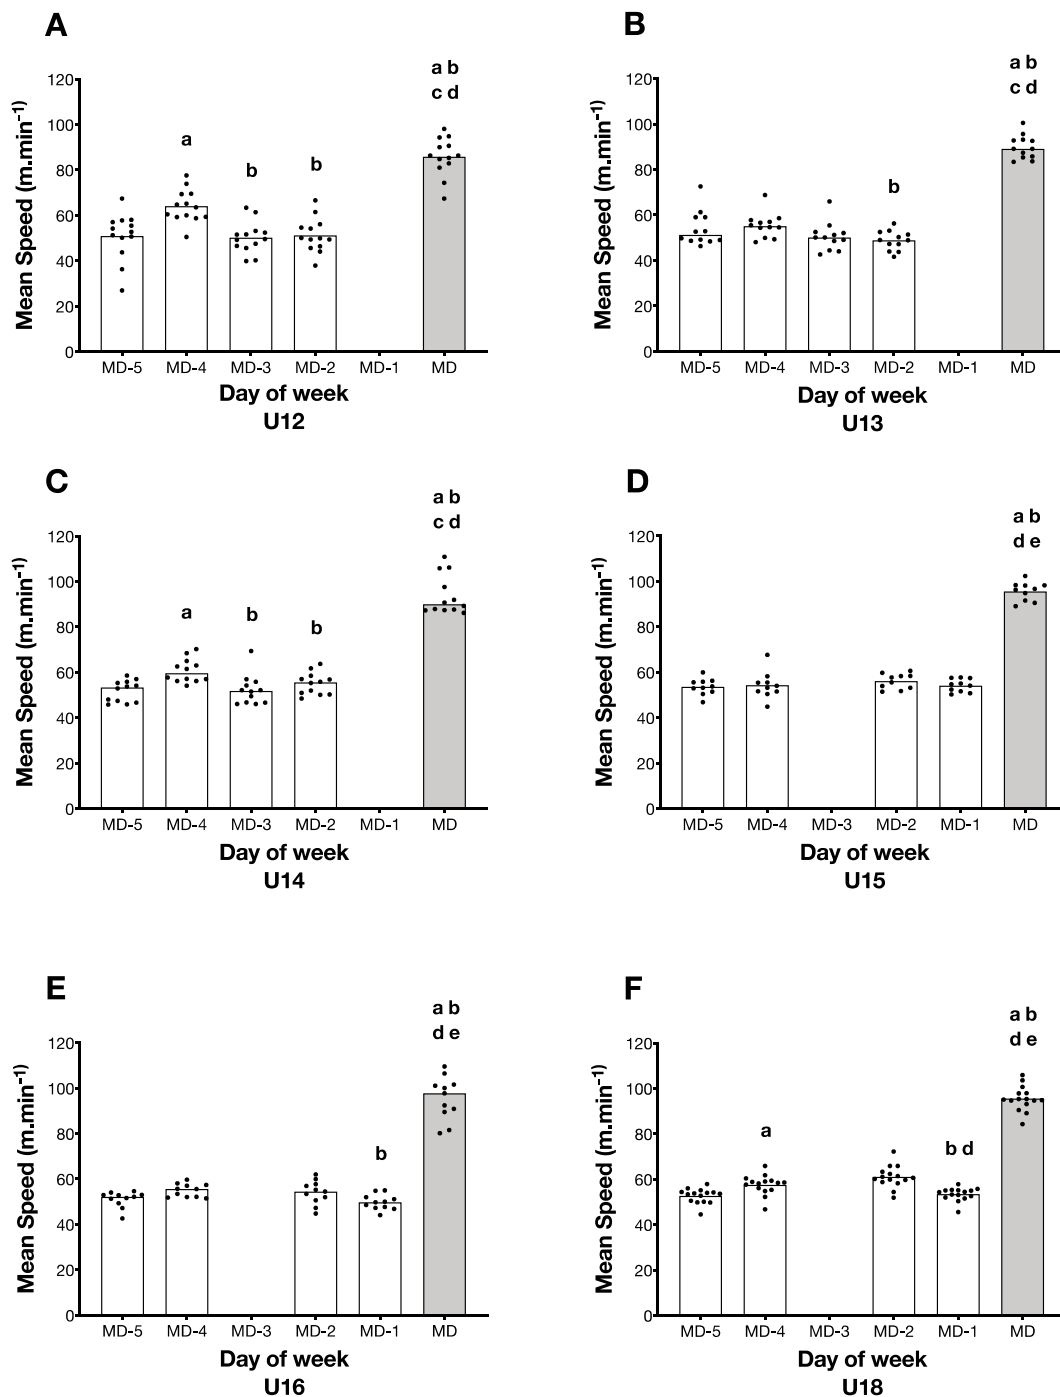 A
a b
c d
a
b
b
Mean Speed (m.min⁻¹)
120
100
80
60
40
20
0
MD-5 MD-4 MD-3 MD-2 MD-1 MD
Day of week
U12
B
a b
c d
b
Mean Speed (m.min⁻¹)
120
100
80
60
40
20
0
MD-5 MD-4 MD-3 MD-2 MD-1 MD
Day of week
U13
C
a b
c d
a
b
b
Mean Speed (m.min⁻¹)
120
100
80
60
40
20
0
MD-5 MD-4 MD-3 MD-2 MD-1 MD
Day of week
U14
D
a b
d e
Mean Speed (m.min⁻¹)
120
100
80
60
40
20
0
MD-5 MD-4 MD-3 MD-2 MD-1 MD
Day of week
U15
E
a b
d e
b
Mean Speed (m.min⁻¹)
120
100
80
60
40
20
0
MD-5 MD-4 MD-3 MD-2 MD-1 MD
Day of week
U16
F
a b
d e
a
b d
Mean Speed (m.min⁻¹)
120
100
80
60
40
20
0
MD-5 MD-4 MD-3 MD-2 MD-1 MD
Day of week
U18